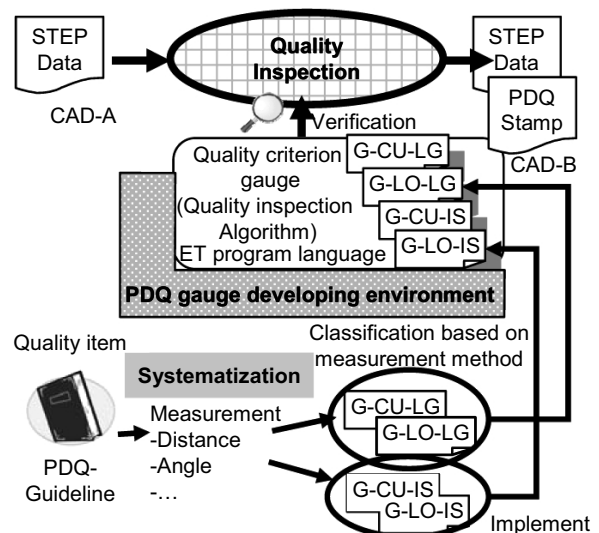 STEP
Data
CAD-A
Quality
Inspection
STEP
Data
PDQ
Stamp
CAD-B
Verification
Quality criterion
gauge
(Quality inspection
Algorithm)
ET program language
G-CU-LG
G-LO-LG
G-CU-IS
G-LO-IS
PDQ gauge developing environment
Quality item
PDQ-
Guideline
Systematization
Measurement
-Distance
-Angle
-…
Classification based on
measurement method
G-CU-LG
G-LO-LG
G-CU-IS
G-LO-IS
Implement